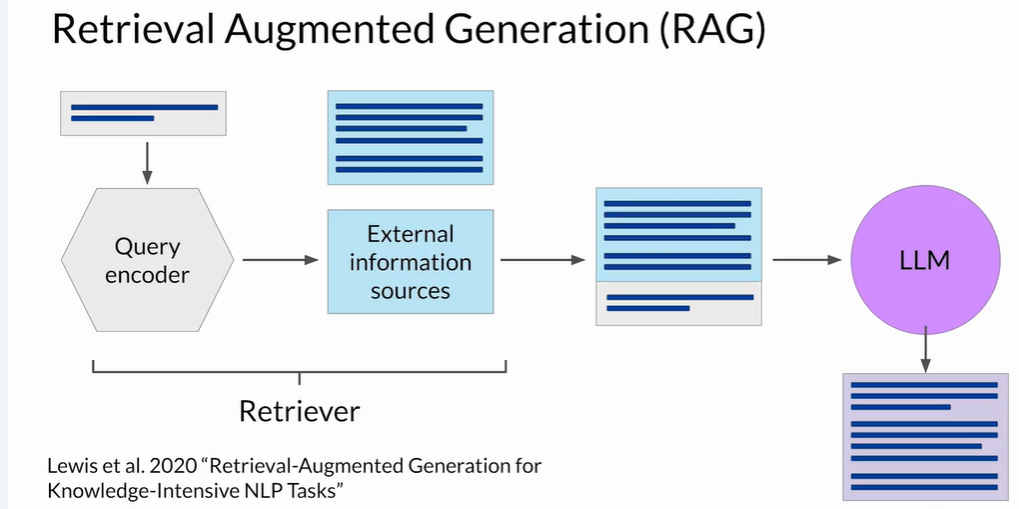 Retrieval Augmented Generation (RAG)
Query
encoder
External
information
sources
LLM
Retriever
Lewis et al. 2020 “Retrieval-Augmented Generation for
Knowledge-Intensive NLP Tasks”